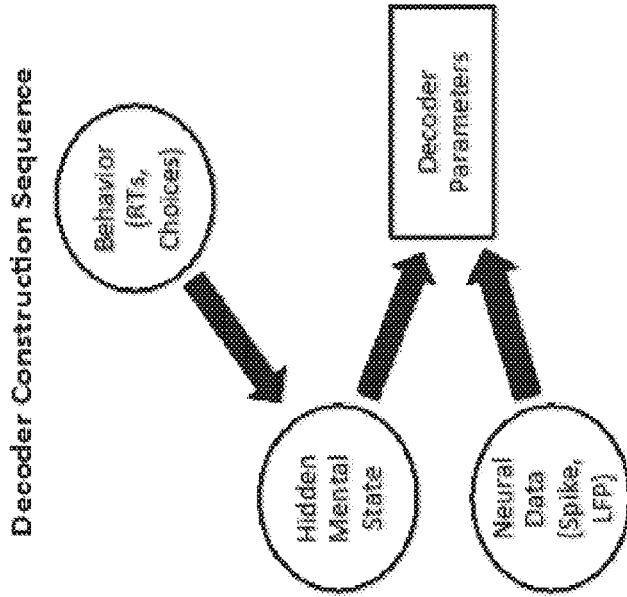 Decoder Construction Sequence
Behavior
(RTs,
Choices)
Hidden
Mental
State
Decoder
Parameters
Neural
Data
(Spike,
LFP)